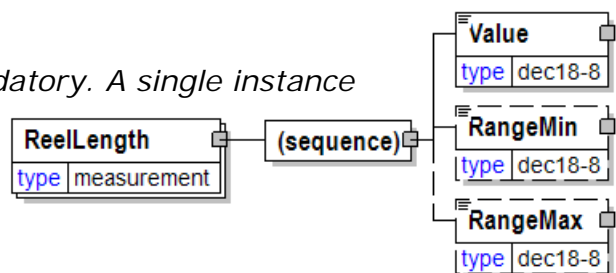 Value
type dec18-8
datory. A single instance
RangeMin
type dec18-8
ReelLength
type measurement
(sequence)
RangeMax
type dec18-8